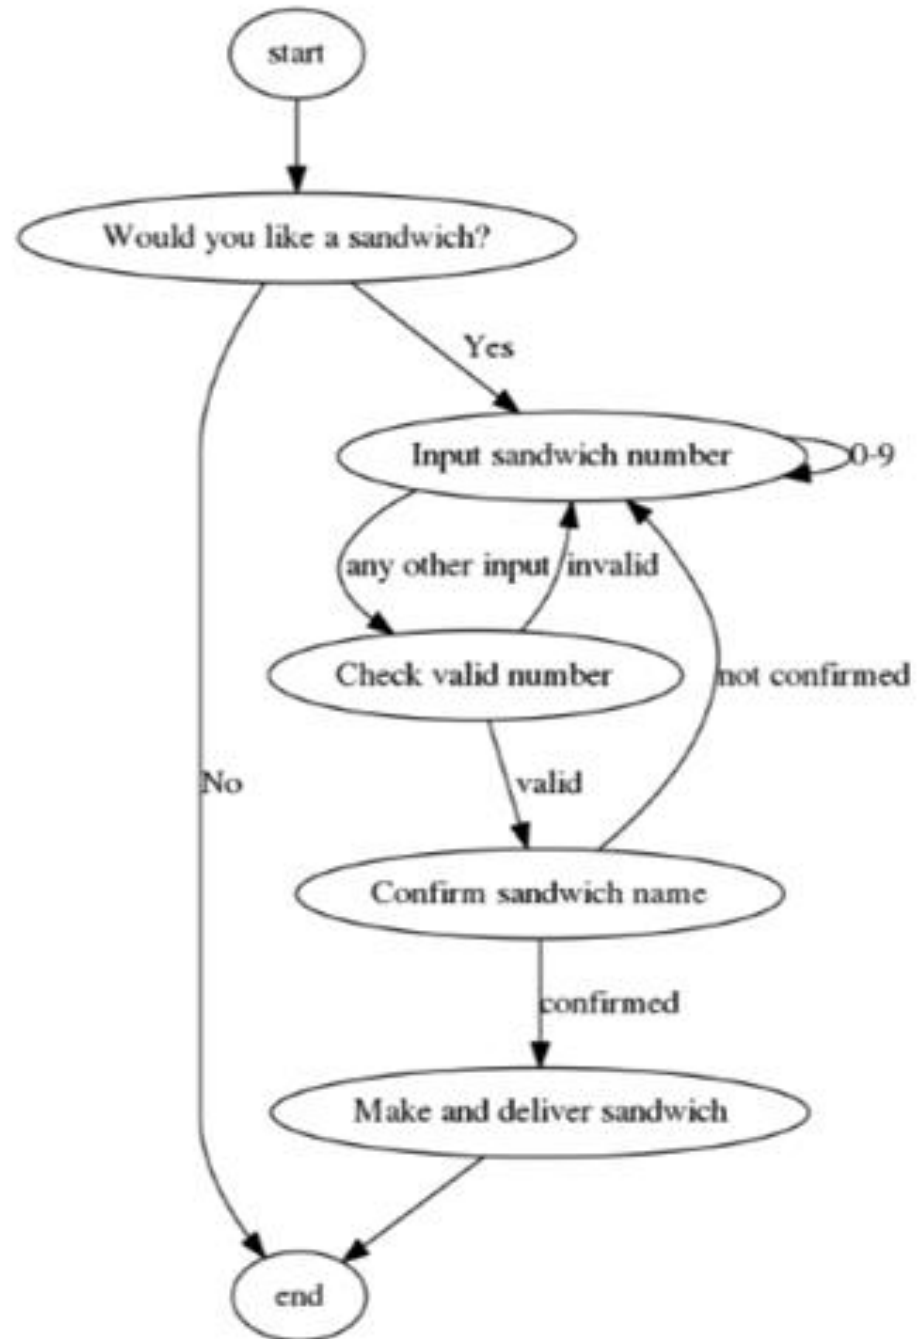 start
Would you like a sandwich?
Yes
Input sandwich number
0-9
any other input
invalid
Check valid number
not confirmed
No
valid
Confirm sandwich name
confirmed
Make and deliver sandwich
end